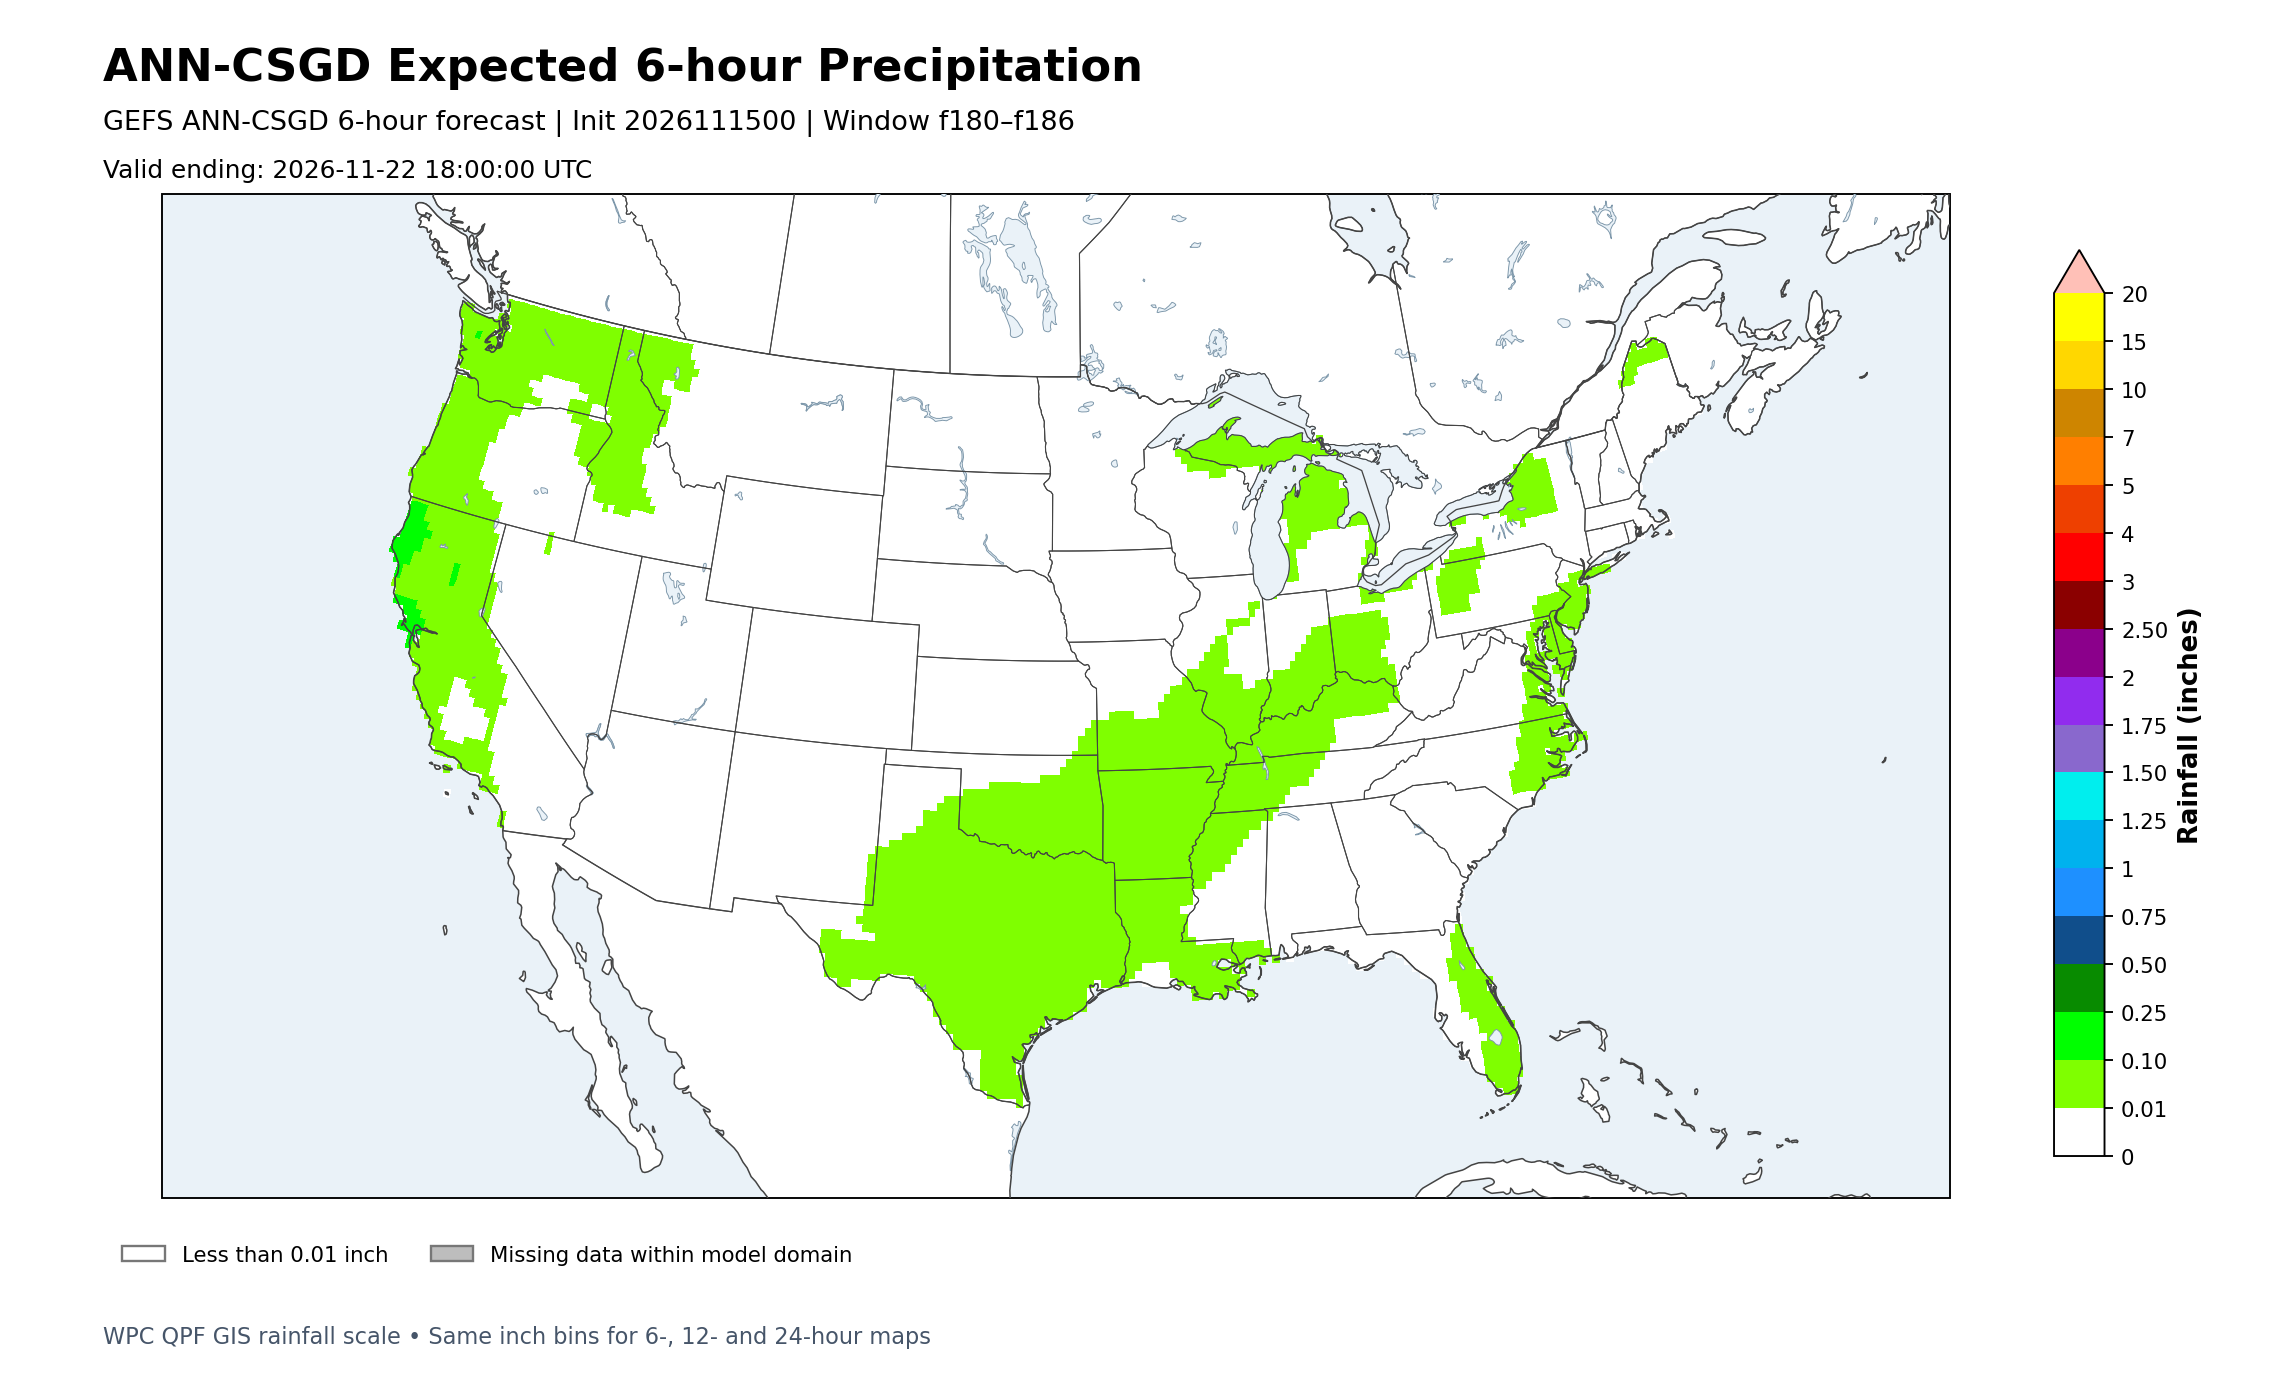 ANN-CSGD Expected 6-hour Precipitation
GEFS ANN-CSGD 6-hour forecast | Init 2026111500 | Window f180–f186
Valid ending: 2026-11-22 18:00:00 UTC
20
15
10
7
5
4
3
2.50
2
1.75
1.50
1.25
1
0.75
0.50
0.25
0.10
0.01
0
Rainfall (inches)
Less than 0.01 inch
Missing data within model domain
WPC QPF GIS rainfall scale • Same inch bins for 6-, 12- and 24-hour maps